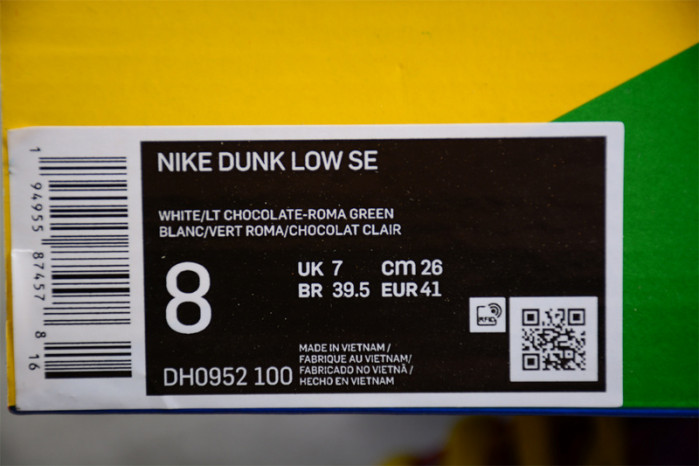 NIKE DUNK LOW SE
WHITE/LT CHOCOLATE-ROMA GREEN
BLANC/VERT ROMA/CHOCOLAT CLAIR
8
UK 7 cm 26
BR 39.5 EUR 41
DH0952 100
MADE IN VIETNAM /
FABRIQUE AU VIETNAM/
FABRICADO NO VIETNÃ /
HECHO EN VIETNAM
RFID
1 94955 87457 8 16